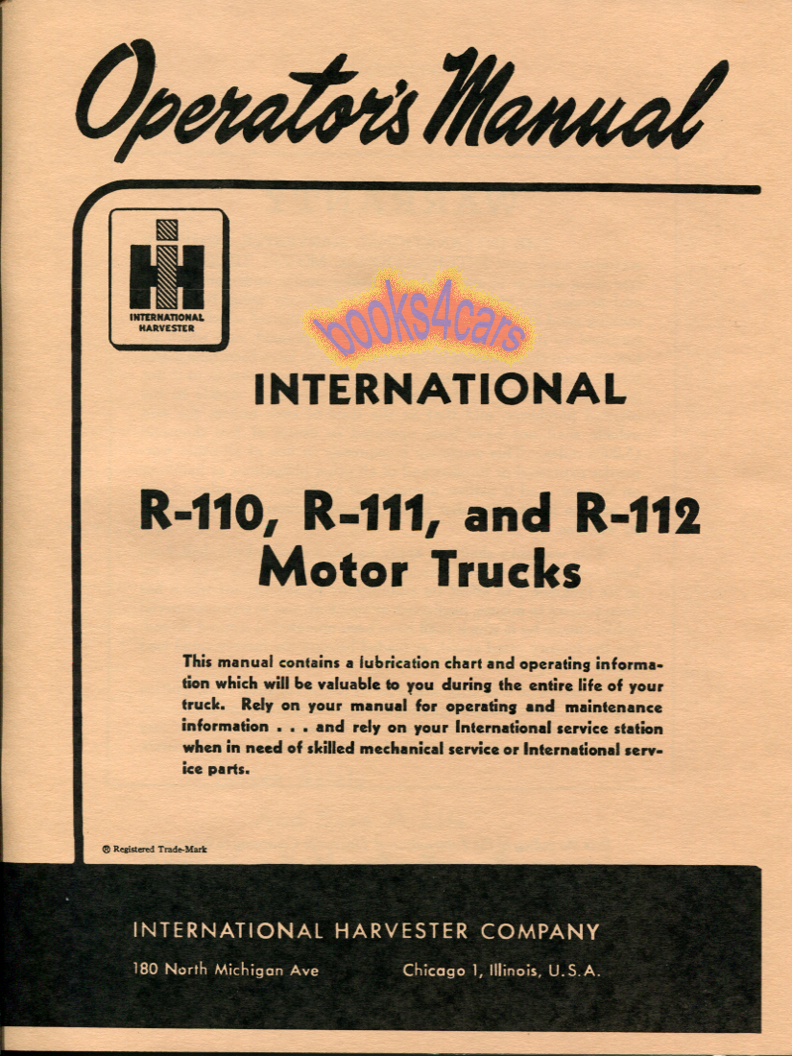 Operator's Manual
INTERNATIONAL
HARVESTER
books4cars
INTERNATIONAL
R-110, R-111, and R-112
Motor Trucks
This manual contains a lubrication chart and operating informa-
tion which will be valuable to you during the entire life of your
truck. Rely on your manual for operating and maintenance
information . . . and rely on your International service station
when in need of skilled mechanical service or International serv-
ice parts.
® Registered Trade-Mark
INTERNATIONAL HARVESTER COMPANY
180 North Michigan Ave Chicago 1, Illinois, U.S.A.